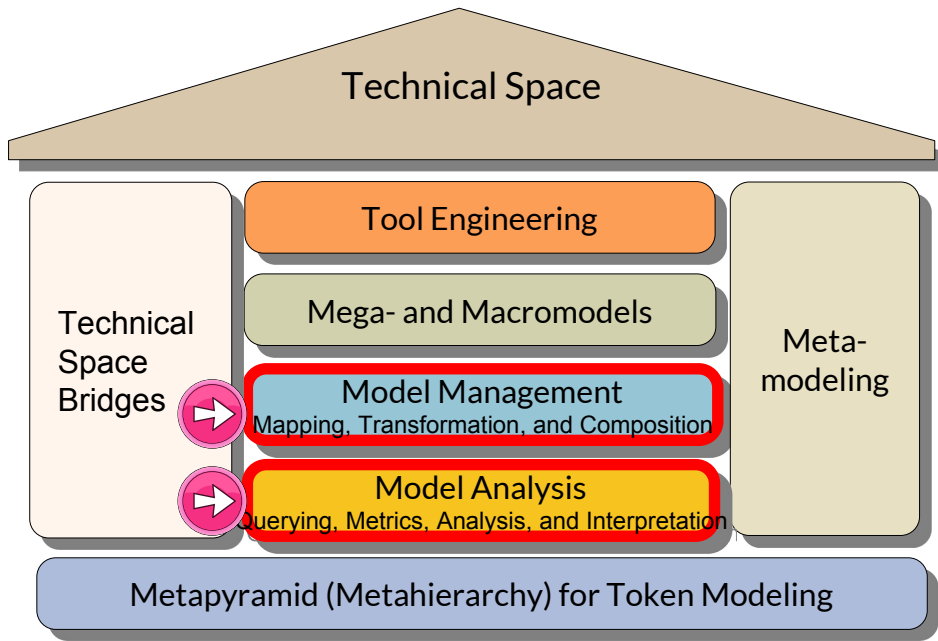 Technical Space
Tool Engineering
Mega- and Macromodels
Technical
Space
Bridges
Meta-
modeling
Model Management
Mapping, Transformation, and Composition
Model Analysis
Querying, Metrics, Analysis, and Interpretation
Metapyramid (Metahierarchy) for Token Modeling